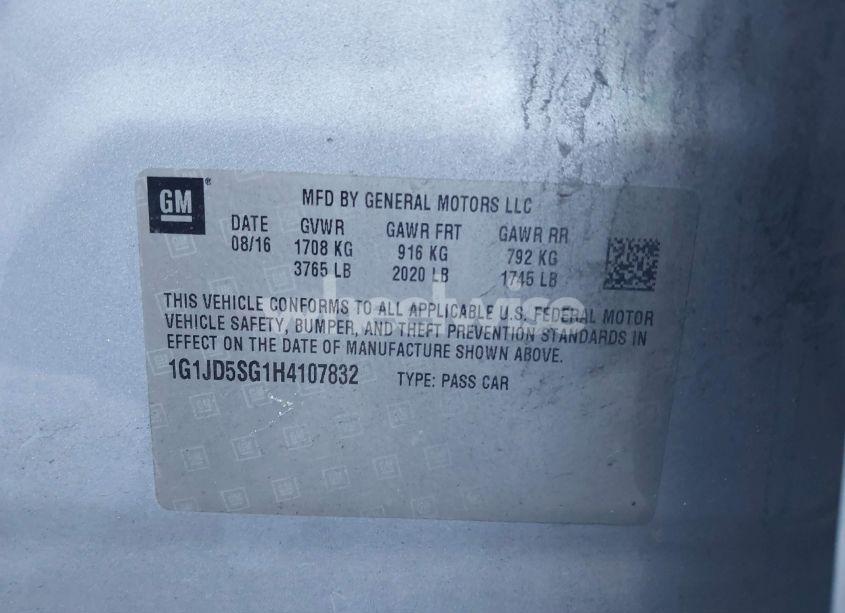 GM®
MFD BY GENERAL MOTORS LLC
DATE GVWR GAWR FRT GAWR RR
08/16 1708 KG 916 KG 792 KG
3765 LB 2020 LB 1745 LB
THIS VEHICLE CONFORMS TO ALL APPLICABLE U.S. FEDERAL MOTOR
VEHICLE SAFETY, BUMPER, AND THEFT PREVENTION STANDARDS IN
EFFECT ON THE DATE OF MANUFACTURE SHOWN ABOVE.
1G1JD5SG1H4107832 TYPE: PASS CAR